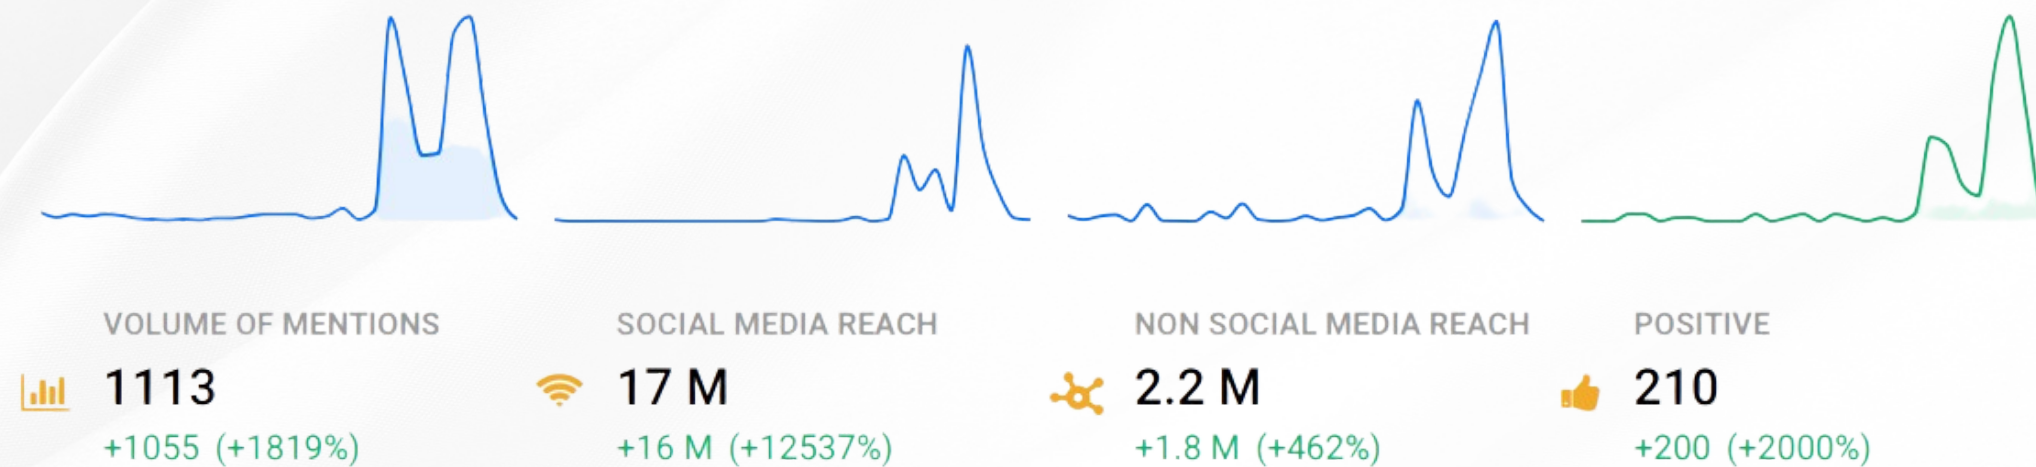 VOLUME OF MENTIONS
1113
+1055 (+1819%)
SOCIAL MEDIA REACH
17 M
+16 M (+12537%)
NON SOCIAL MEDIA REACH
2.2 M
+1.8 M (+462%)
POSITIVE
210
+200 (+2000%)